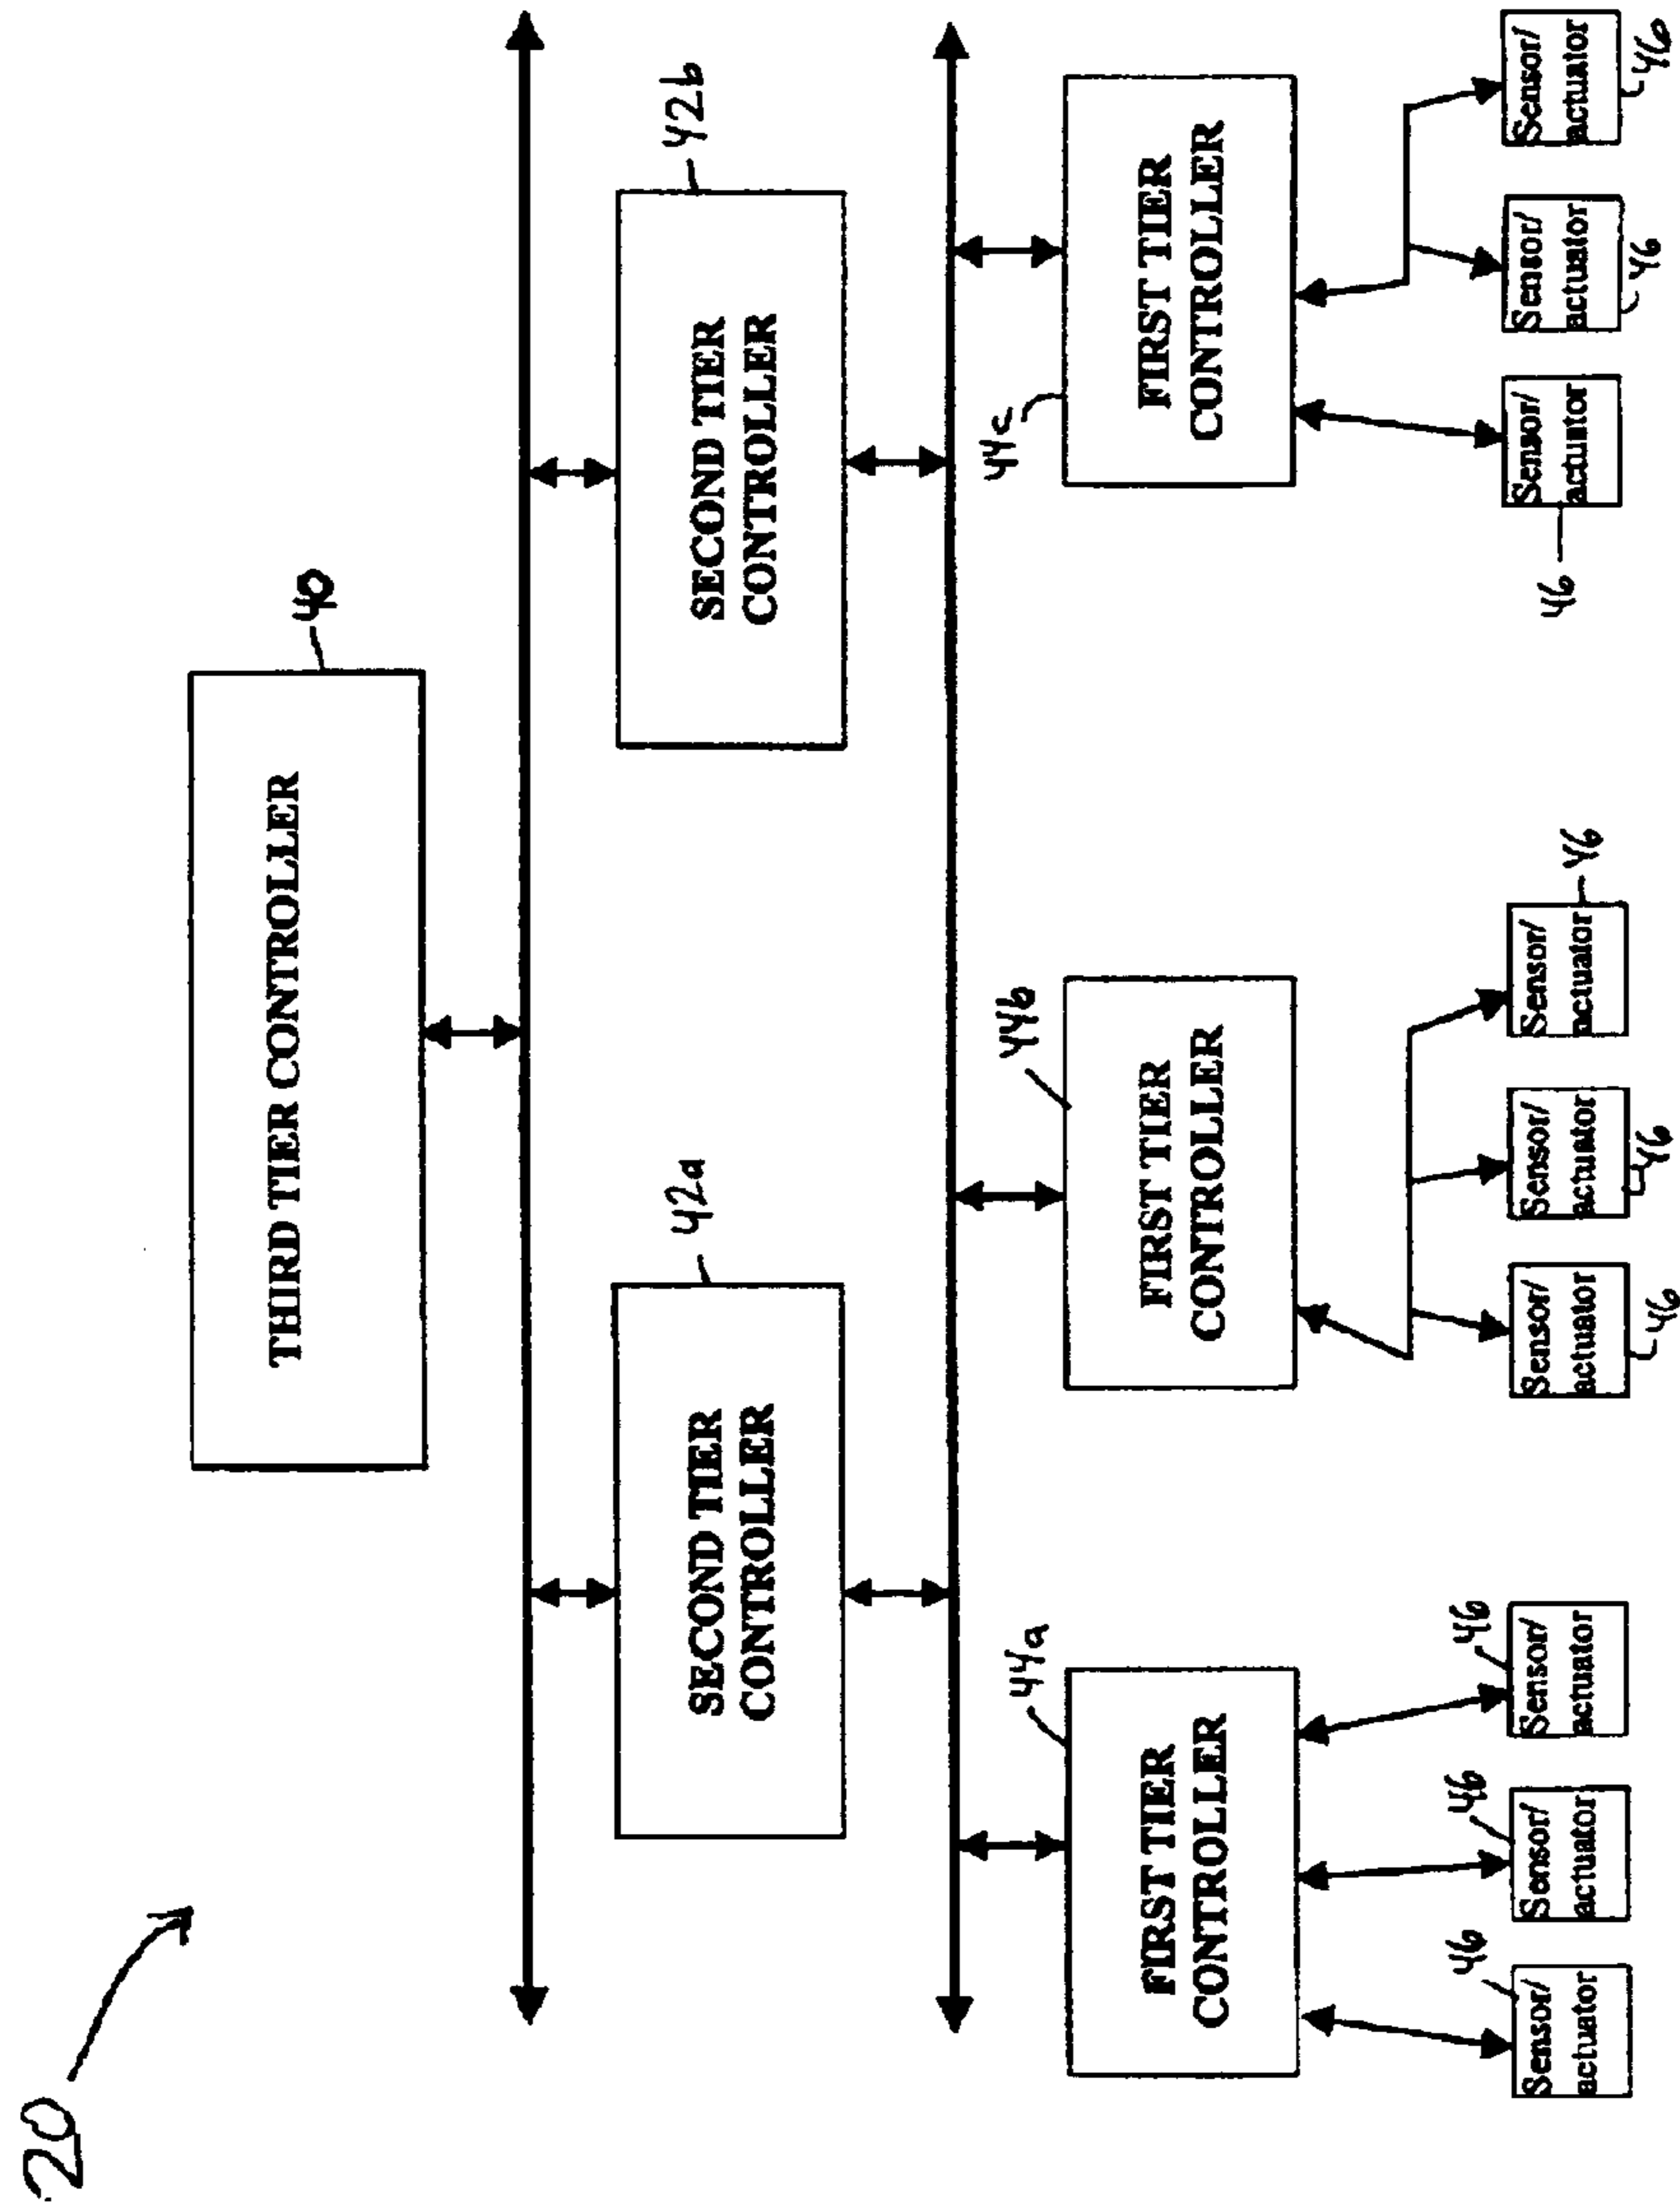 20
40
THIRD TIER CONTROLLER
42a
42b
SECOND TIER
CONTROLLER
SECOND TIER
CONTROLLER
44a
44b
44c
FIRST TIER
CONTROLLER
FIRST TIER
CONTROLLER
FIRST TIER
CONTROLLER
46
46
46
Sensor/
actuator
Sensor/
actuator
Sensor/
actuator
Sensor/
actuator
46
Sensor/
actuator
46
Sensor/
actuator
46
Sensor/
actuator
46
Sensor/
actuator
46
Sensor/
actuator
46